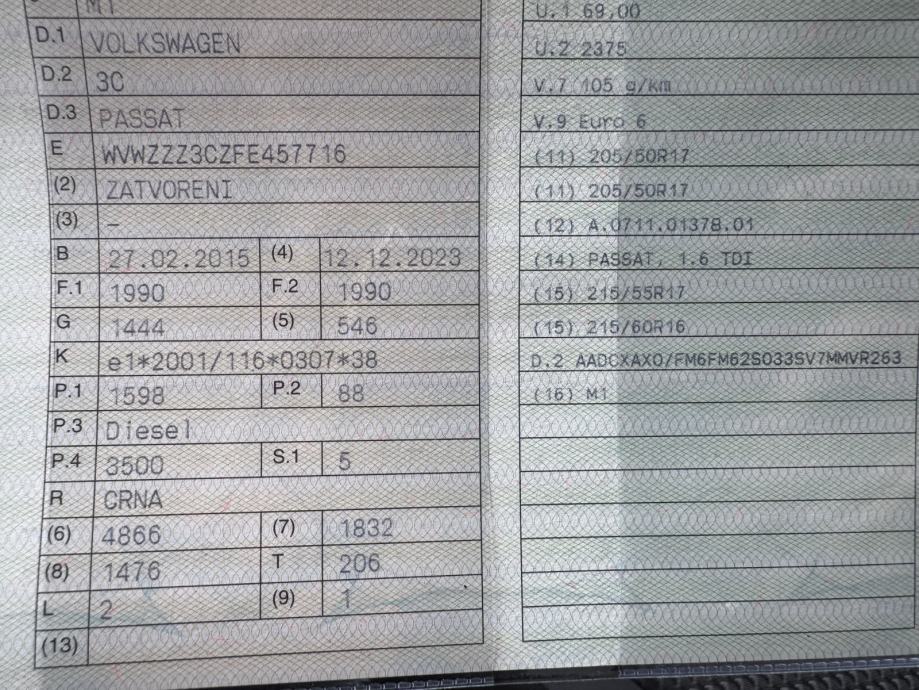 M1
D.1 VOLKSWAGEN
D.2 3C
D.3 PASSAT
E WVWZZZ3CZFE457716
(2) ZATVORENI
(3) –
B 27.02.2015 (4) 12.12.2023
F.1 1990 F.2 1990
G 1444 (5) 546
K e1*2001/116*0307*38
P.1 1598 P.2 88
P.3 Diesel
P.4 3500 S.1 5
R CRNA
(6) 4866 (7) 1832
(8) 1476 T 206
L 2 (9) 1
(13)
U.1 69,00
U.2 2375
V.7 105 g/km
V.9 Euro 6
(11) 205/50R17
(11) 205/50R17
(12) A.0711.01378.01
(14) PASSAT, 1.6 TDI
(15) 215/55R17
(15) 215/60R16
D.2 AADCXAX0/FM6FM62S033SV7MMVR263
(16) M1